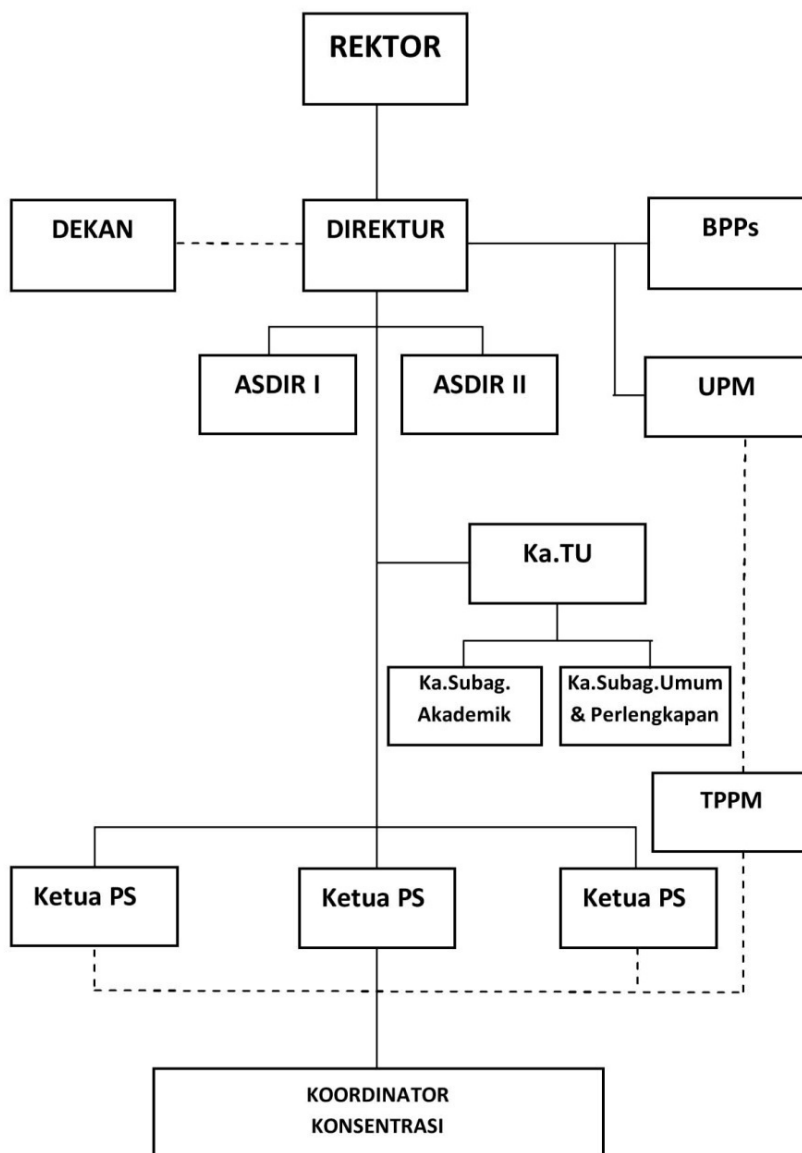 REKTOR
DEKAN
DIREKTUR
BPPs
ASDIR I
ASDIR II
UPM
Ka.TU
Ka.Subag.
Akademik
Ka.Subag.Umum
& Perlengkapan
TPPM
Ketua PS
Ketua PS
Ketua PS
KOORDINATOR
KONSENTRASI